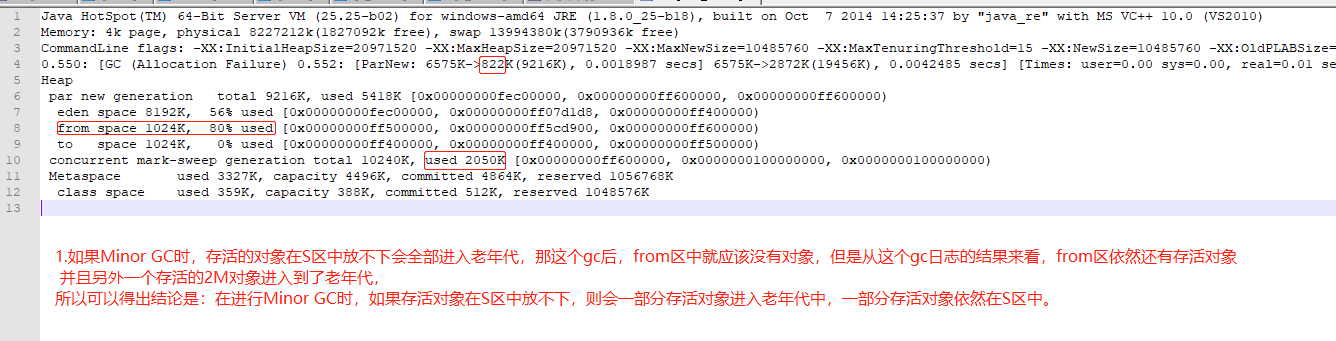 1 Java HotSpot(TM) 64-Bit Server VM (25.25-b02) for windows-amd64 JRE (1.8.0_25-b18), built on Oct  7 2014 14:25:37 by "java_re" with MS VC++ 10.0 (VS2010)
2 Memory: 4k page, physical 8227212k(1827092k free), swap 13994380k(3790936k free)
3 CommandLine flags: -XX:InitialHeapSize=20971520 -XX:MaxHeapSize=20971520 -XX:MaxNewSize=10485760 -XX:MaxTenuringThreshold=15 -XX:NewSize=10485760 -XX:OldPLABSize=
4 0.550: [GC (Allocation Failure) 0.552: [ParNew: 6575K->822K(9216K), 0.0018987 secs] 6575K->2872K(19456K), 0.0042485 secs] [Times: user=0.00 sys=0.00, real=0.01 se
5 Heap
6 par new generation   total 9216K, used 5418K [0x00000000fec00000, 0x00000000ff600000, 0x00000000ff600000)
7 eden space 8192K,  56% used [0x00000000fec00000, 0x00000000ff07d1d8, 0x00000000ff400000)
8 from space 1024K,  80% used [0x00000000ff500000, 0x00000000ff5cd900, 0x00000000ff600000)
9 to   space 1024K,   0% used [0x00000000ff400000, 0x00000000ff400000, 0x00000000ff500000)
10 concurrent mark-sweep generation total 10240K, used 2050K [0x00000000ff600000, 0x0000000100000000, 0x0000000100000000)
11 Metaspace       used 3327K, capacity 4496K, committed 4864K, reserved 1056768K
12 class space    used 359K, capacity 388K, committed 512K, reserved 1048576K
13
1.如果Minor GC时，存活的对象在S区中放不下会全部进入老年代，那这个gc后，from区中就应该没有对象，但是从这个gc日志的结果来看，from区依然还有存活对象
并且另外一个存活的2M对象进入到了老年代，
所以可以得出结论是：在进行Minor GC时，如果存活对象在S区中放不下，则会一部分存活对象进入老年代中，一部分存活对象依然在S区中。